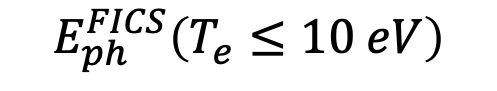 E_{ph}^{FICS}(T_e ≤ 10 eV)